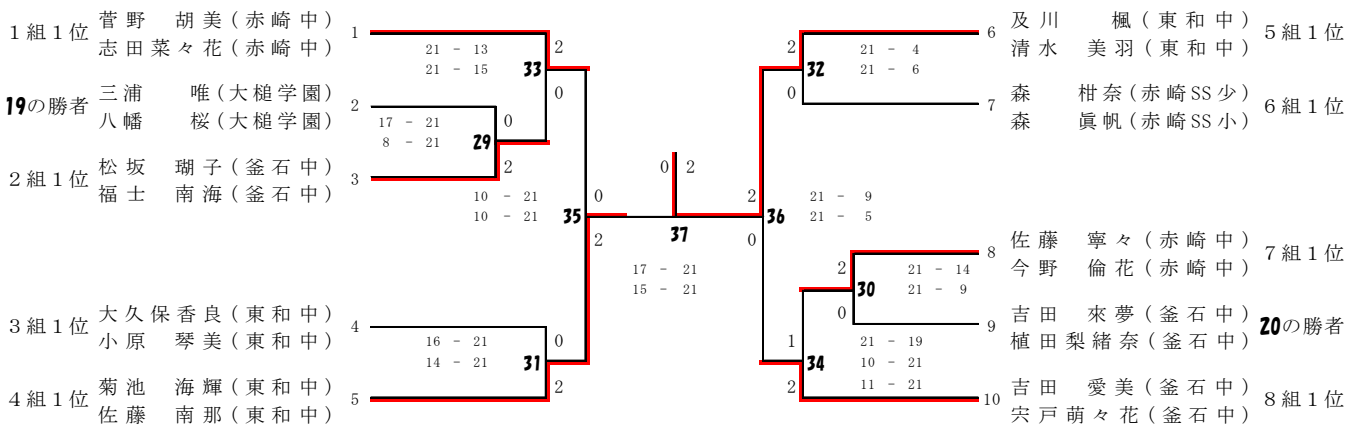 1組1位
菅野 胡美(赤崎中)
志田菜々花(赤崎中)
1
21 - 13
21 - 15
33
2
0
19の勝者
三浦 唯(大槌学園)
八幡 桜(大槌学園)
2
17 - 21
8 - 21
29
0
2
2組1位
松坂 瑚子(釜石中)
福士 南海(釜石中)
3
10 - 21
10 - 21
35
0
2
3組1位
大久保香良(東和中)
小原 琴美(東和中)
4
16 - 21
14 - 21
31
0
2
4組1位
菊池 海輝(東和中)
佐藤 南那(東和中)
5
0
2
37
17 - 21
15 - 21
6
及川 楓(東和中)
清水 美羽(東和中)
5組1位
2
21 - 4
21 - 6
32
0
7
森 柑奈(赤崎SS少)
森 眞帆(赤崎SS小)
6組1位
2
36
21 - 9
21 - 5
0
8
佐藤 寧々(赤崎中)
今野 倫花(赤崎中)
7組1位
2
21 - 14
21 - 9
30
0
9
吉田 來夢(釜石中)
植田梨緒奈(釜石中)
20の勝者
1
21 - 19
10 - 21
11 - 21
34
2
10
吉田 愛美(釜石中)
宍戸萌々花(釜石中)
8組1位